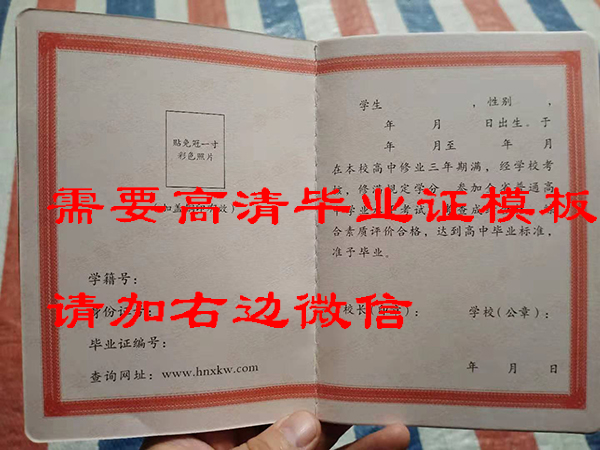 贴免冠一寸
彩色照片
学籍号:
毕业证编号:
查询网址: www.hnxkw.com
学生 , 性别 ,
年 月 日出生。于
年 月至 年 月
在本校高中修业三年期满, 经学校考
合素质评价合格, 达到高中毕业标准,
准予毕业。
学校(公章):
年 月 日
需要高清毕业证模板
请加右边微信